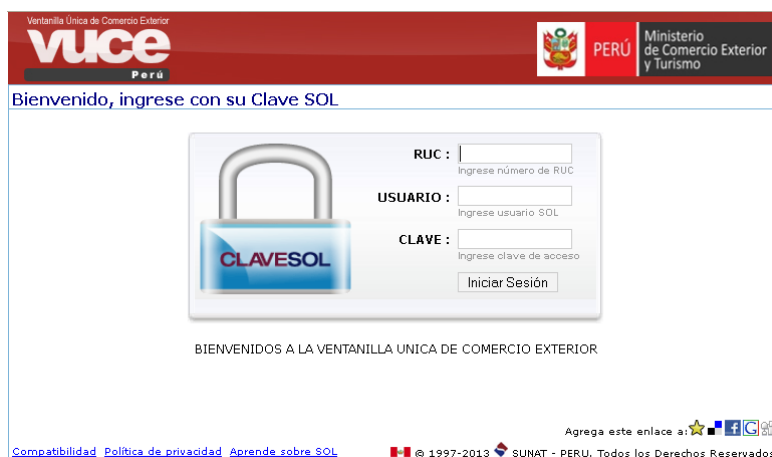 Ventanilla Única de Comercio Exterior
vuce
Perú
PERÚ
Ministerio
de Comercio Exterior
y Turismo
Bienvenido, ingrese con su Clave SOL
CLAVESOL
RUC :
Ingrese número de RUC
USUARIO :
Ingrese usuario SOL
CLAVE :
Ingrese clave de acceso
Iniciar Sesión
BIENVENIDOS A LA VENTANILLA UNICA DE COMERCIO EXTERIOR
Agrega este enlace a:
Compatibilidad Política de privacidad Aprende sobre SOL
© 1997-2013 SUNAT - PERU. Todos los Derechos Reservados